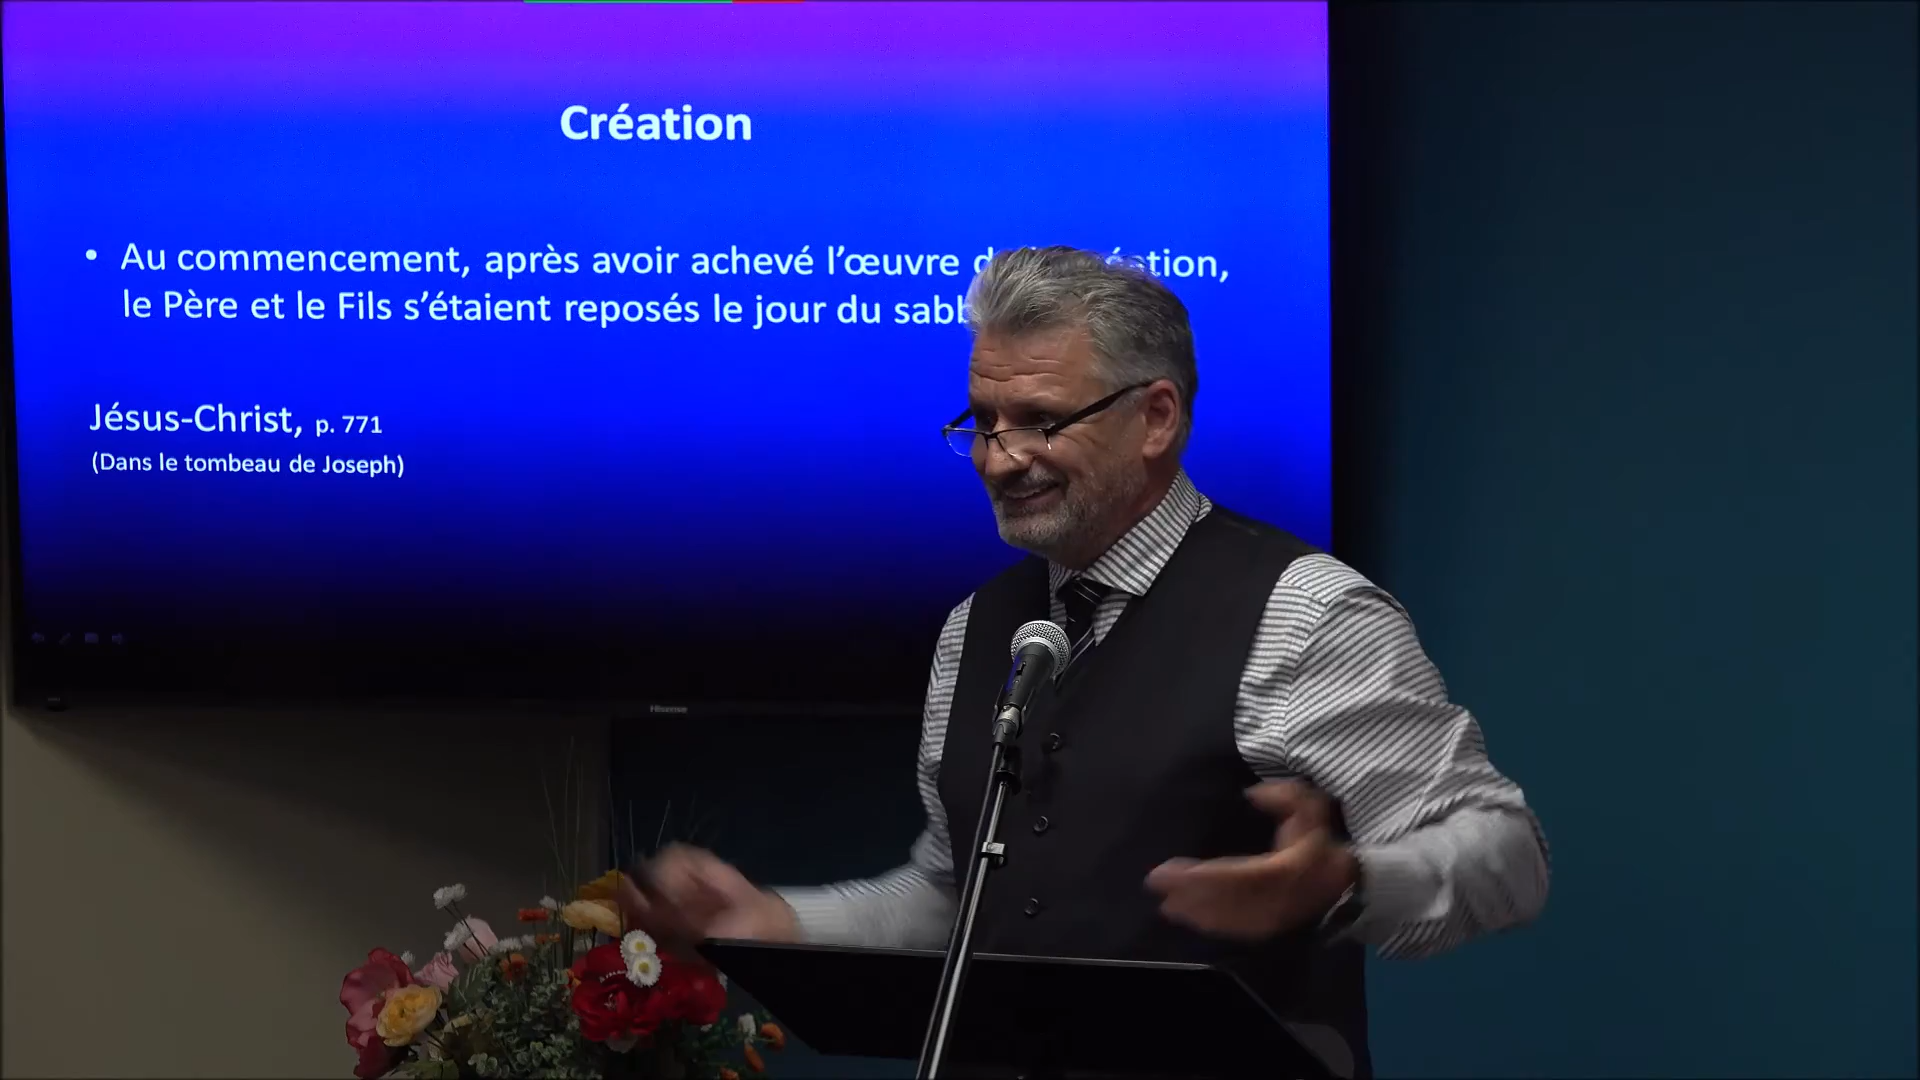 Création
• Au commencement, après avoir achevé l’œuvre
le Père et le Fils s’étaient reposés le jour du
Jésus-Christ, p. 771
(Dans le tombeau de Joseph)
Hisense